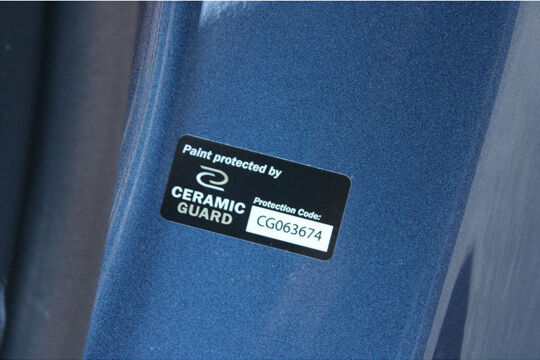 Paint protected by
CERAMIC
GUARD
Protection Code:
CG063674